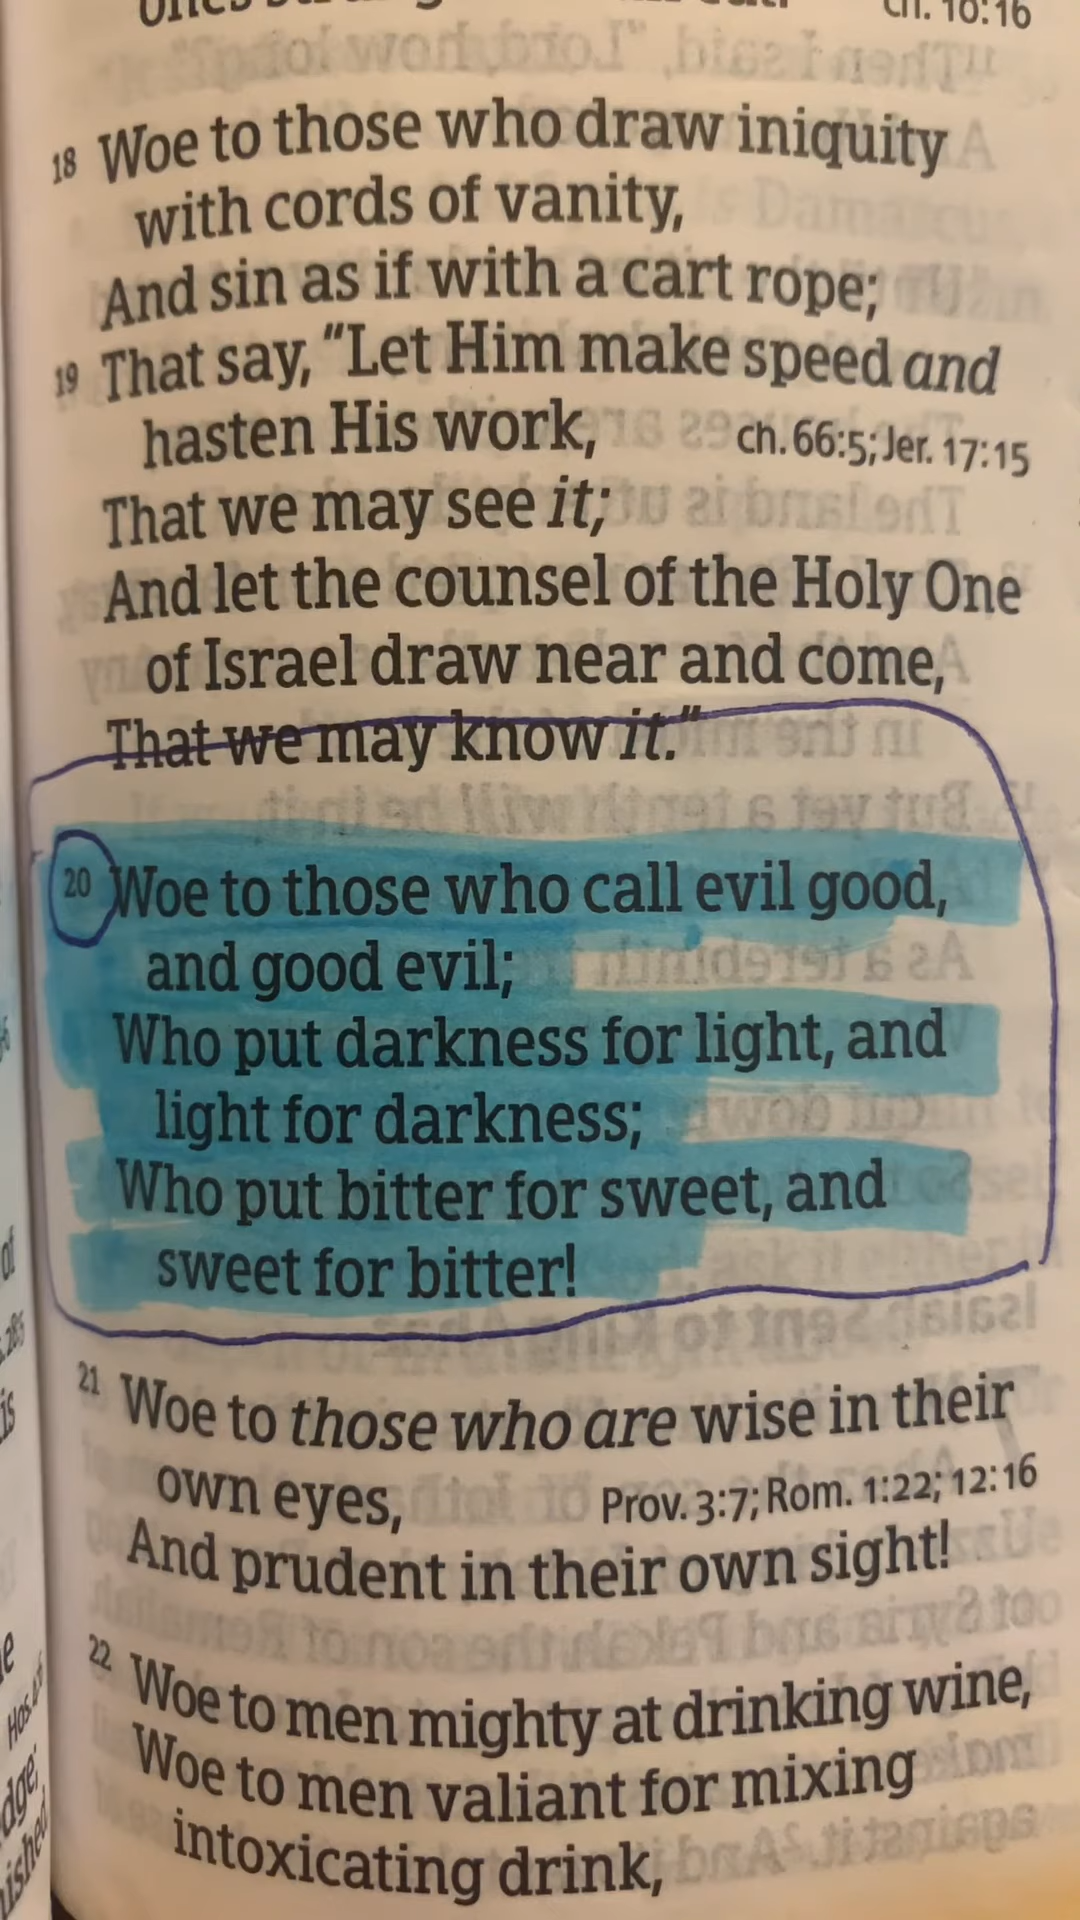 ch. 16:16
18 Woe to those who draw iniquity
with cords of vanity,
And sin as if with a cart rope;
19 That say, “Let Him make speed and
hasten His work, ch. 66:5; Jer. 17:15
That we may see it;
And let the counsel of the Holy One
of Israel draw near and come,
That we may know it.”
20 Woe to those who call evil good,
and good evil;
Who put darkness for light, and
light for darkness;
Who put bitter for sweet, and
sweet for bitter!
21 Woe to those who are wise in their
own eyes, Prov. 3:7; Rom. 1:22; 12:16
And prudent in their own sight!
22 Woe to men mighty at drinking wine,
Woe to men valiant for mixing
intoxicating drink,